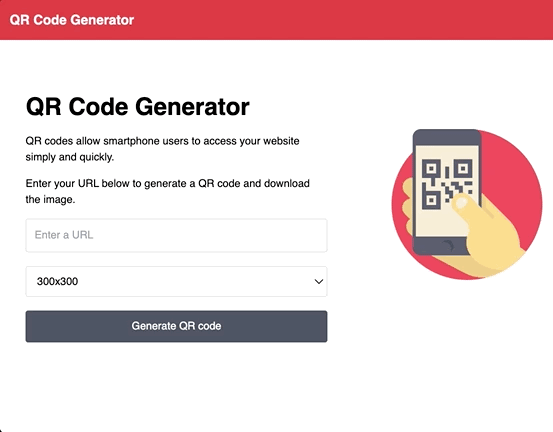 QR Code Generator
QR Code Generator
QR codes allow smartphone users to access your website
simply and quickly.
Enter your URL below to generate a QR code and download
the image.
Enter a URL
300x300
Generate QR code